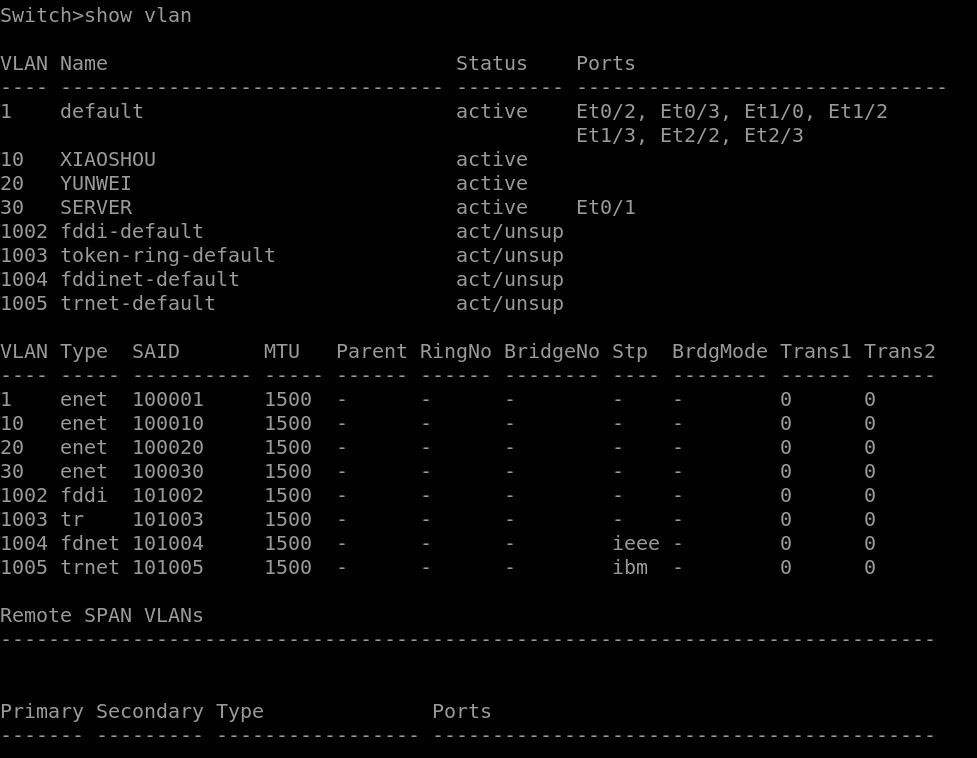 Switch>show vlan

VLAN Name                             Status    Ports
---- -------------------------------- --------- -------------------------------
1    default                          active    Et0/2, Et0/3, Et1/0, Et1/2
                                                Et1/3, Et2/2, Et2/3
10   XIAOSHOU                         active
20   YUNWEI                           active
30   SERVER                           active    Et0/1
1002 fddi-default                     act/unsup
1003 token-ring-default               act/unsup
1004 fddinet-default                  act/unsup
1005 trnet-default                    act/unsup

VLAN Type  SAID       MTU   Parent RingNo BridgeNo Stp  BrdgMode Trans1 Trans2
---- ----- ---------- ----- ------ ------ -------- ---- -------- ------ ------
1    enet  100001     1500  -      -      -        -    -        0      0
10   enet  100010     1500  -      -      -        -    -        0      0
20   enet  100020     1500  -      -      -        -    -        0      0
30   enet  100030     1500  -      -      -        -    -        0      0
1002 fddi  101002     1500  -      -      -        -    -        0      0
1003 tr    101003     1500  -      -      -        -    -        0      0
1004 fdnet 101004     1500  -      -      -        ieee -        0      0
1005 trnet 101005     1500  -      -      -        ibm  -        0      0

Remote SPAN VLANs
------------------------------------------------------------------------------


Primary Secondary Type              Ports
------- --------- ----------------- ------------------------------------------